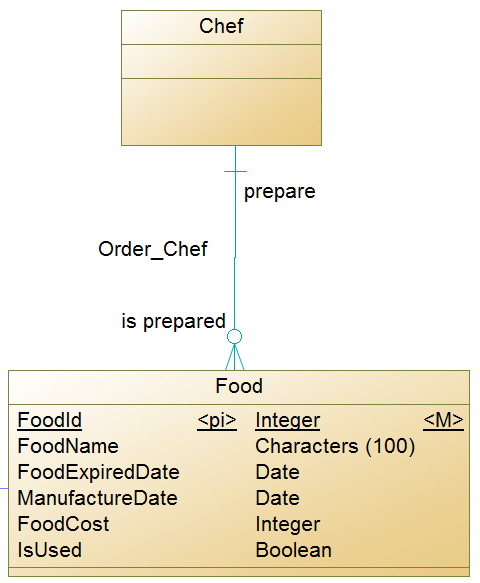 Chef
prepare
Order_Chef
is prepared
Food
FoodId <pi> Integer <M>
FoodName Characters (100)
FoodExpiredDate Date
ManufactureDate Date
FoodCost Integer
IsUsed Boolean